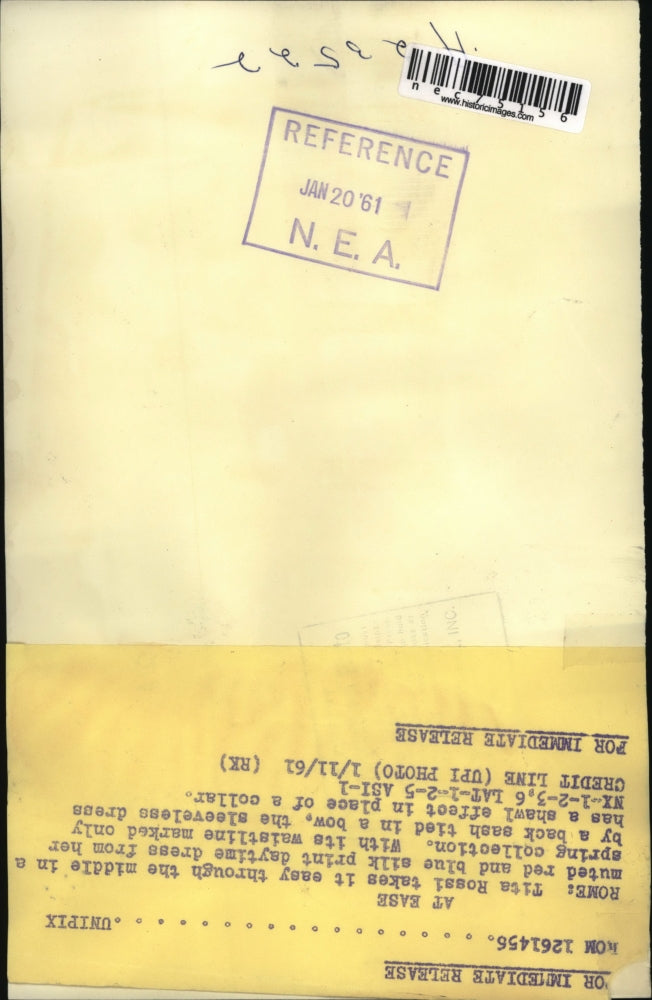 nec75156
www.historicimages.com
REFERENCE
JAN 20 '61
N. E. A.
INC.
FOR IMMEDIATE RELEASE
ROM 1261456. . . . . . . . . . . . . . . . . .UNIPIX
AT EASE
ROME: Tita Rossi takes it easy through the middle in a
muted red and blue silk print daytime dress from her
spring collection. With its waistline marked only
by a back sash tied in a bow, the sleeveless dress
has a shawl effect in place of a collar.
NX-1-2-3,6 LAT-1-2-5 ASI-1
CREDIT LINE (UPI PHOTO) 1/11/61 (RK)
FOR IMMEDIATE RELEASE